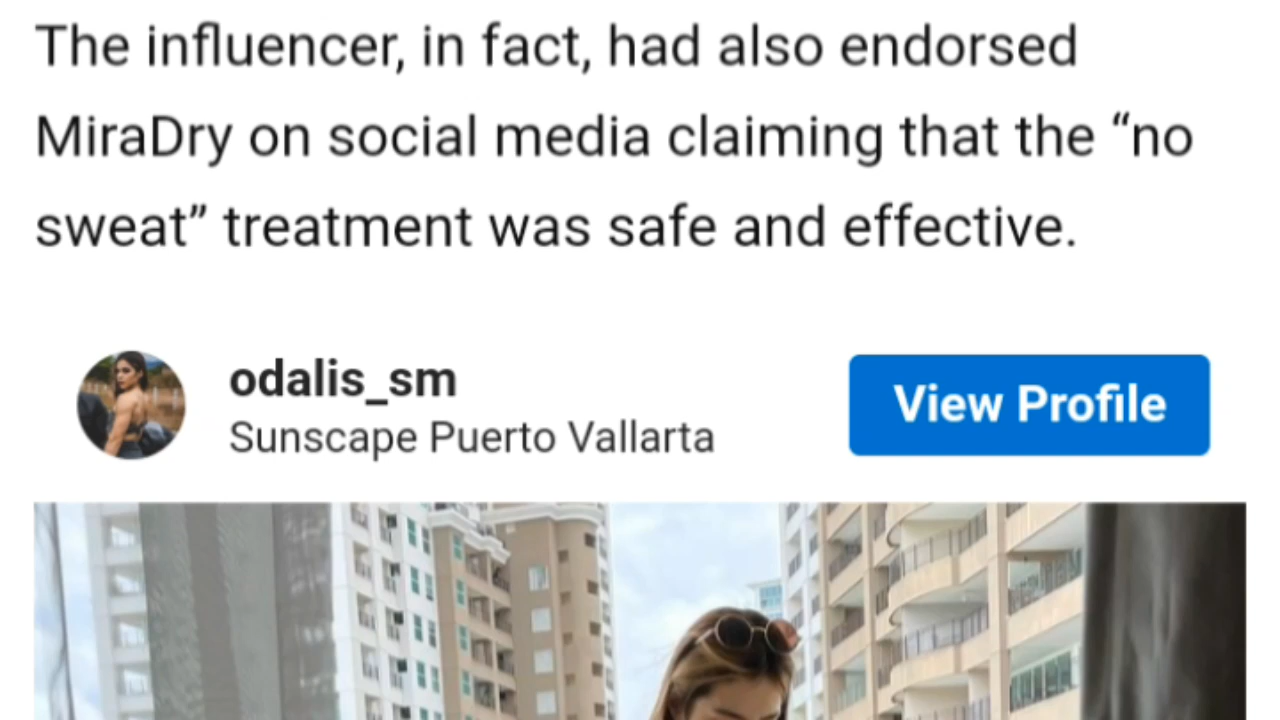 The influencer, in fact, had also endorsed
MiraDry on social media claiming that the “no
sweat” treatment was safe and effective.
odalis_sm
View Profile
Sunscape Puerto Vallarta